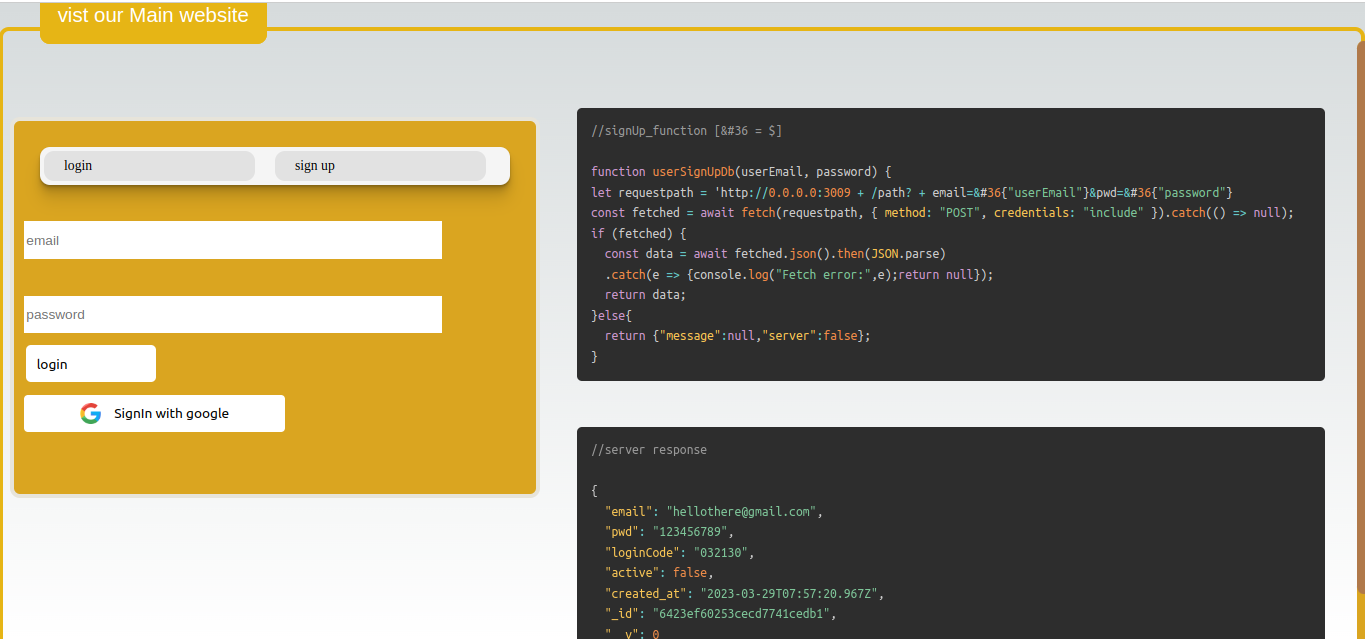 vist our Main website
login
sign up
email
password
login
SignIn with google
//signUp_function [&#36 = $]
function userSignUpDb(userEmail, password) {
let requestpath = 'http://0.0.0.0:3009 + /path? + email=&#36{"userEmail"}&pwd=&#36{"password"}
const fetched = await fetch(requestpath, { method: "POST", credentials: "include" }).catch(() => null);
if (fetched) {
const data = await fetched.json().then(JSON.parse)
.catch(e => {console.log("Fetch error:",e);return null});
return data;
}else{
return {"message":null,"server":false};
}
//server response
{
"email": "hellothere@gmail.com",
"pwd": "123456789",
"loginCode": "032130",
"active": false,
"created_at": "2023-03-29T07:57:20.967Z",
"_id": "6423ef60253cecd7741cedb1",
"__v": 0